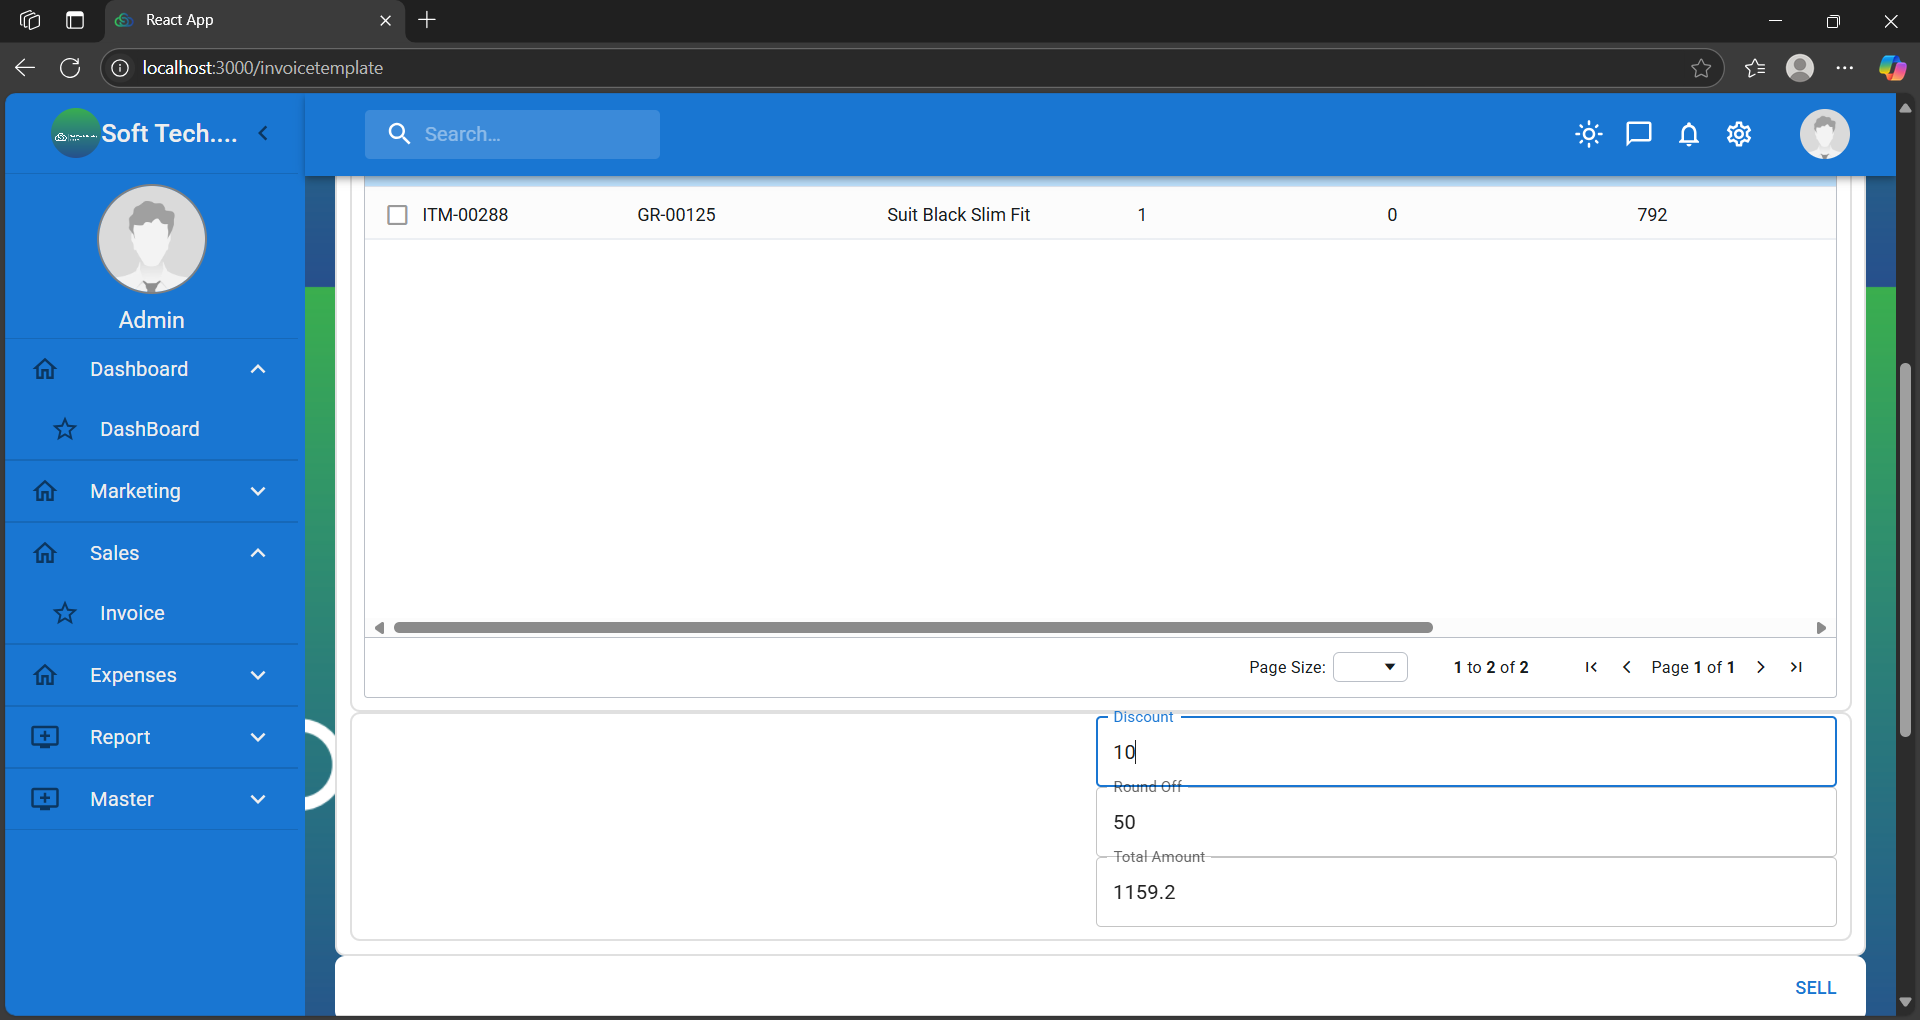 React App
localhost:3000/invoicetemplate
Soft Tech....
Search...
Admin
Dashboard
DashBoard
Marketing
Sales
Invoice
Expenses
Report
Master
ITM-00288 GR-00125 Suit Black Slim Fit 1 0 792
Page Size: 1 to 2 of 2 Page 1 of 1
Discount
10
Round Off
50
Total Amount
1159.2
SELL